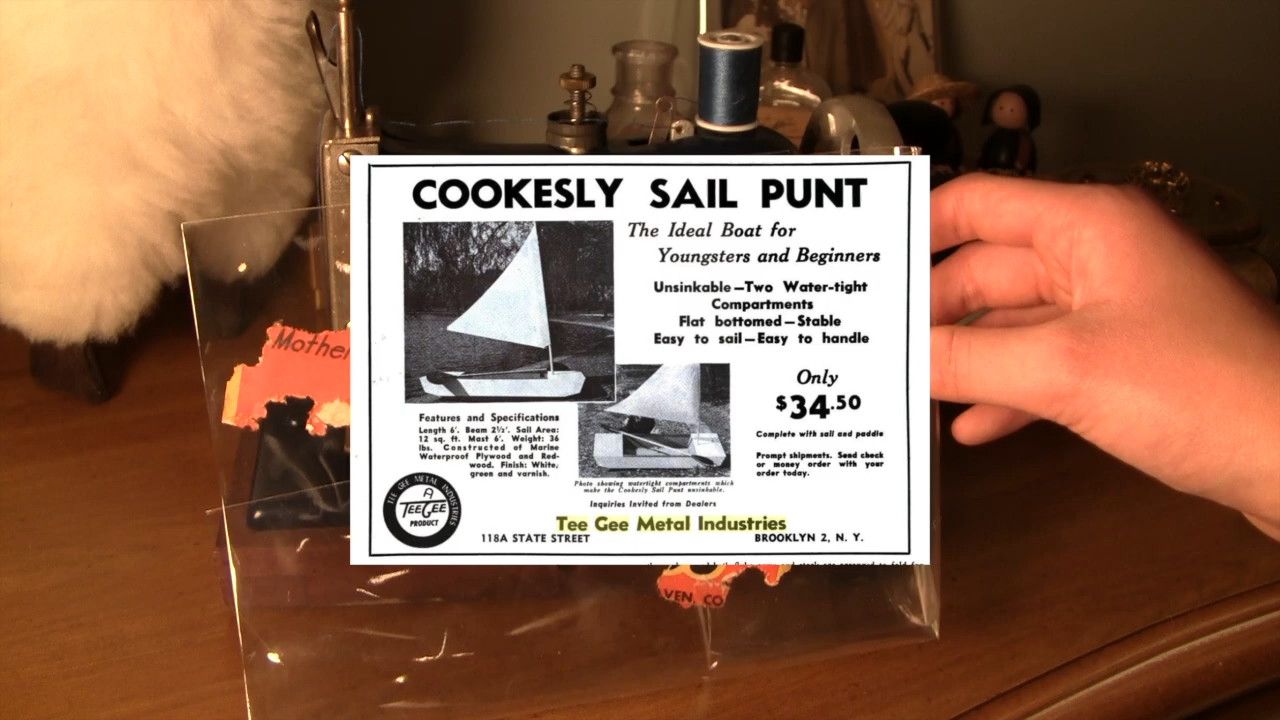 COOKESLY SAIL PUNT
The Ideal Boat for
Youngsters and Beginners
Unsinkable—Two Water-tight
Compartments
Flat bottomed—Stable
Easy to sail—Easy to handle
Only
$34.50
Complete with sail and paddle
Prompt shipments. Send check
or money order with your
order today.
Features and Specifications
Length 6'. Beam 2½'. Sail Area:
12 sq. ft. Mast 6'. Weight: 36
lbs. Constructed of Marine
Waterproof Plywood and Red-
wood. Finish: White,
green and varnish.
Photo showing watertight compartments which
make the Cookesly Sail Punt unsinkable.
Inquiries Invited from Dealers
TEE GEE METAL INDUSTRIES
A
TEEGEE
PRODUCT
Tee Gee Metal Industries
118A STATE STREET BROOKLYN 2, N. Y.
Mother
VEN, CO